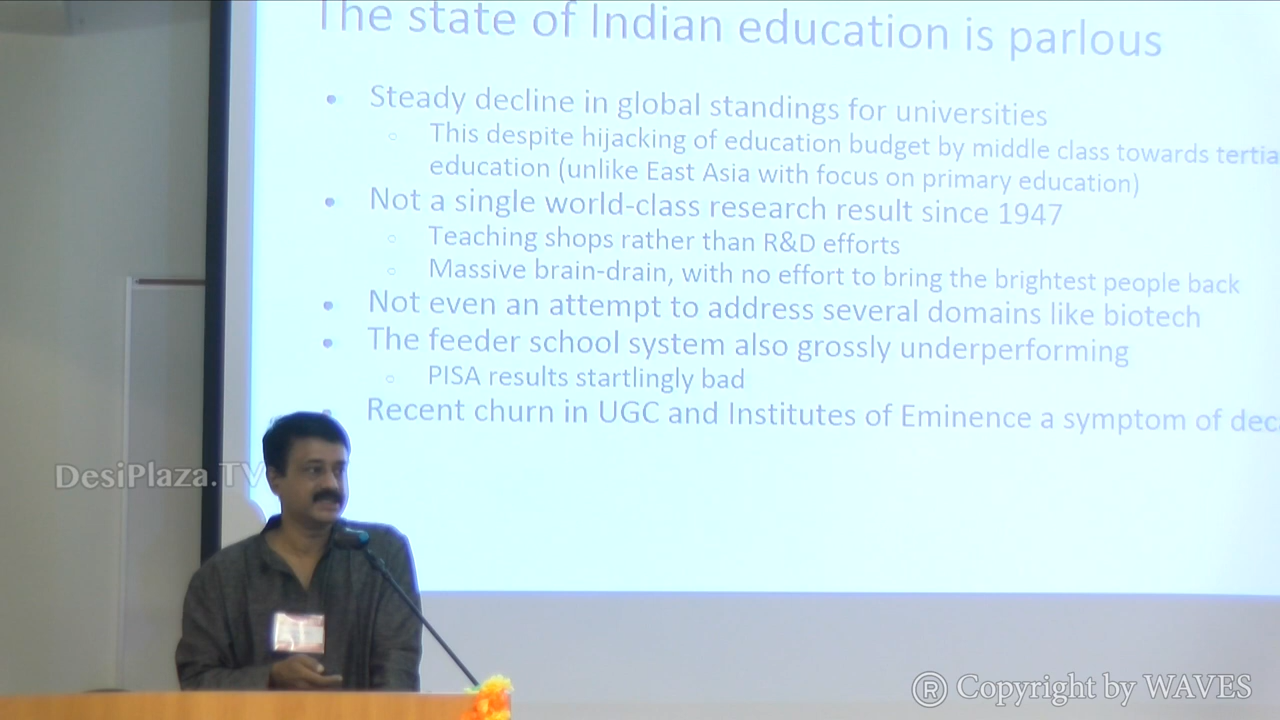 The state of Indian education is parlous
• Steady decline in global standings for universities
○ This despite hijacking of education budget by middle class towards
education (unlike East Asia with focus on primary education)
• Not a single world-class research result since 1947
○ Teaching shops rather than R&D efforts
○ Massive brain-drain, with no effort to bring the brightest people back
• Not even an attempt to address several domains like biotech
• The feeder school system also grossly underperforming
○ PISA results startlingly bad
• Recent churn in UGC and Institutes of Eminence a symptom of
DesiPlaza.TV
® Copyright by WAVES